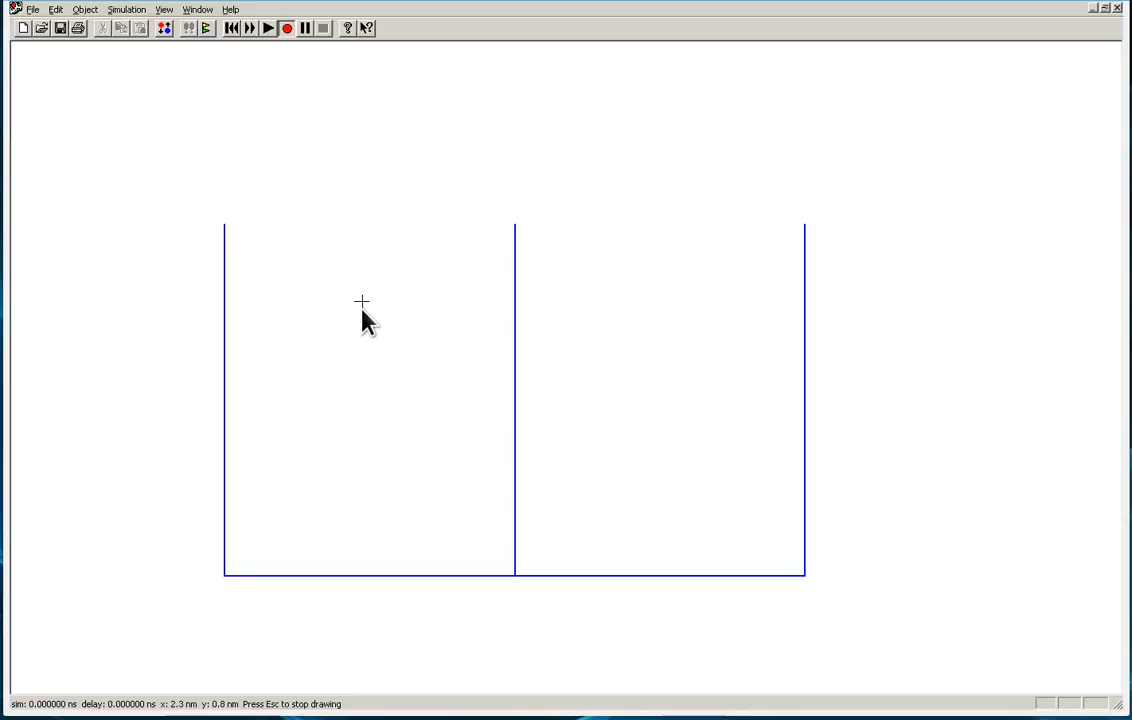 File Edit Object Simulation View Window Help
sim: 0.000000 ns delay: 0.000000 ns x: 2.3 nm y: 0.8 nm Press Esc to stop drawing